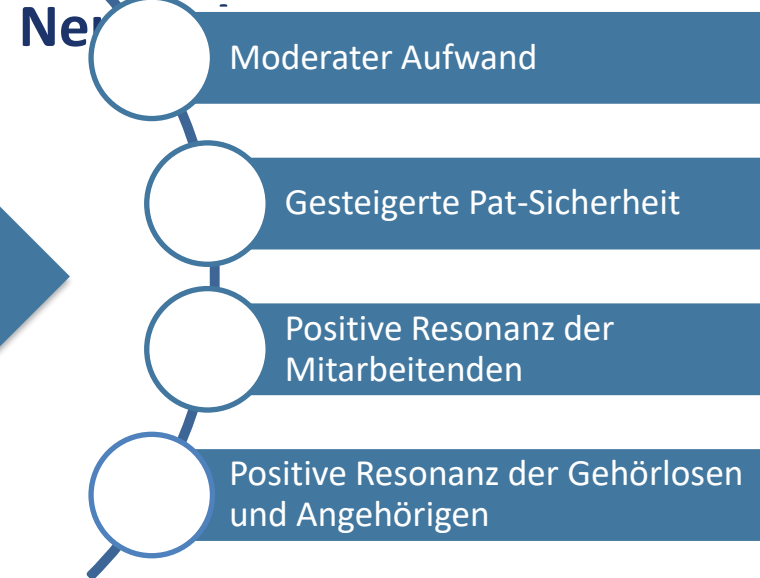 Moderater Aufwand
Gesteigerte Pat-Sicherheit
Positive Resonanz der
Mitarbeitenden
Positive Resonanz der Gehörlosen
und Angehörigen